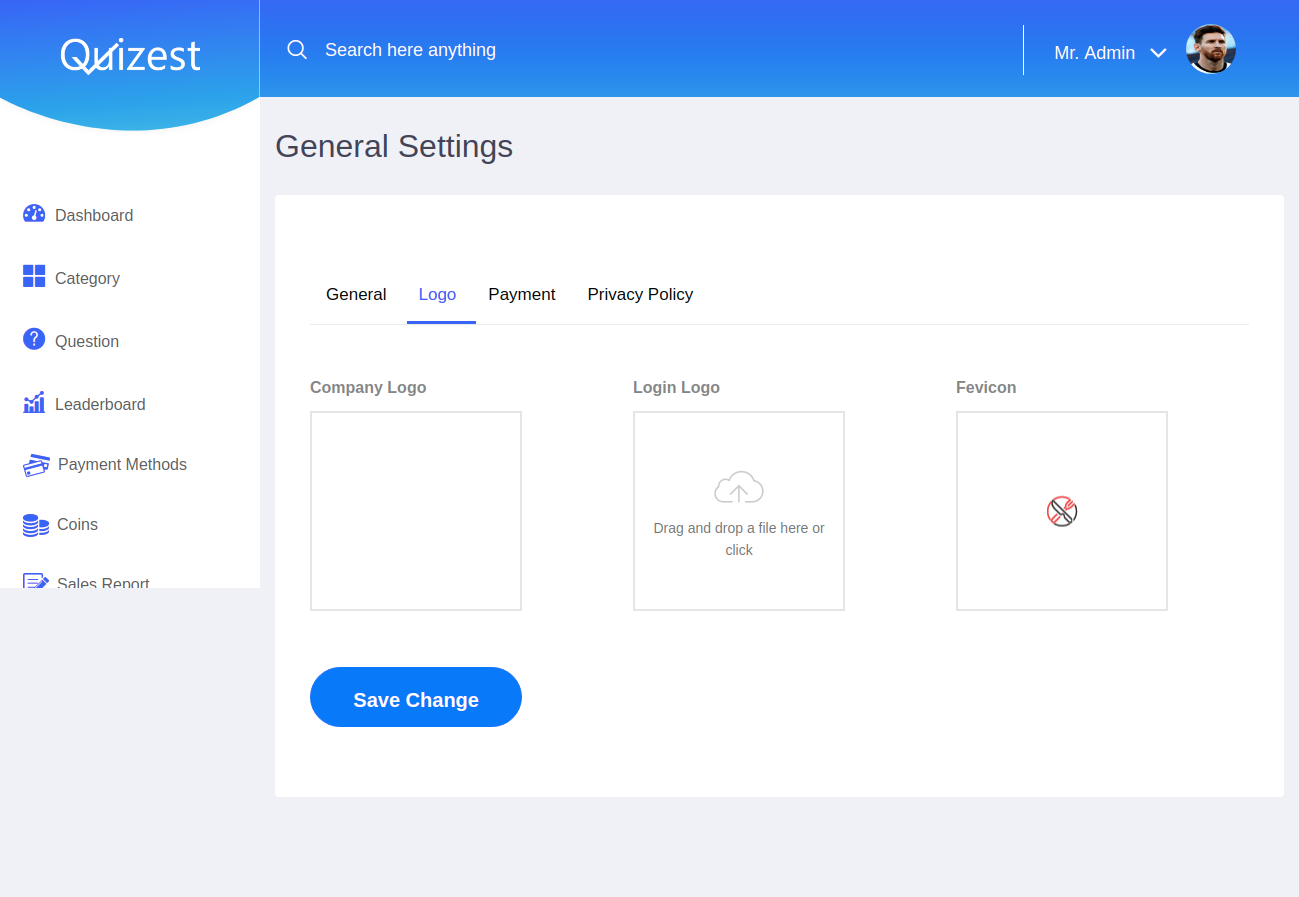 Quizest
Search here anything
Mr. Admin
General Settings
Dashboard
Category
Question
Leaderboard
Payment Methods
Coins
Sales Report
General Logo Payment Privacy Policy
Company Logo
Login Logo
Drag and drop a file here or
click
Fevicon
Save Change